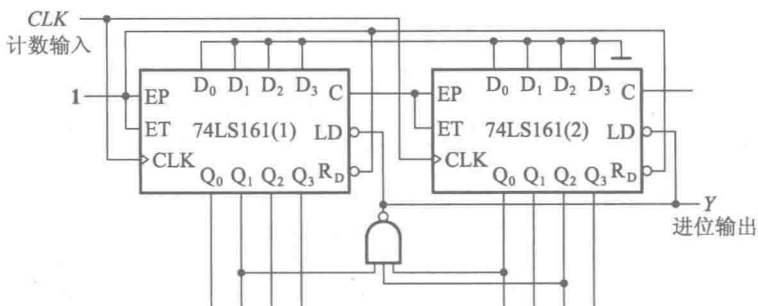 CLK
计数输入
1
EP
D₀ D₁ D₂ D₃
C
ET
74LS161(1)
LD
CLK
Q₀ Q₁ Q₂ Q₃
R_D
EP
D₀ D₁ D₂ D₃
C
ET
74LS161(2)
LD
CLK
Q₀ Q₁ Q₂ Q₃
R_D
Y
进位输出